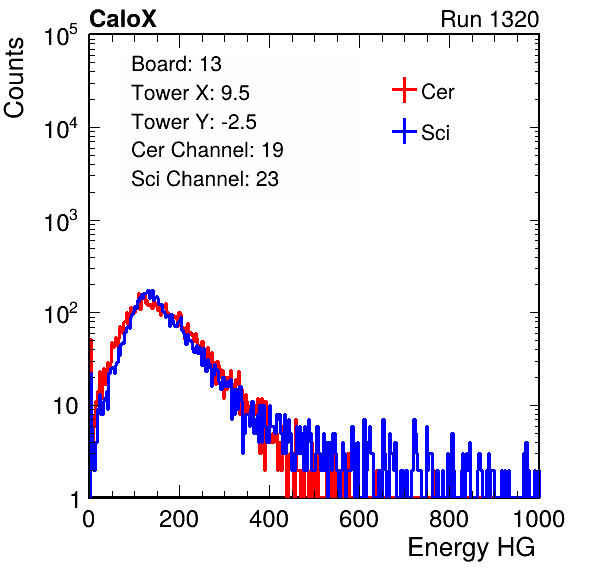 CaloX Run 1320
Counts
Board: 13
Tower X: 9.5
Tower Y: -2.5
Cer Channel: 19
Sci Channel: 23
Cer
Sci
10^5
10^4
10^3
10^2
10
1
0 200 400 600 800 1000
Energy HG